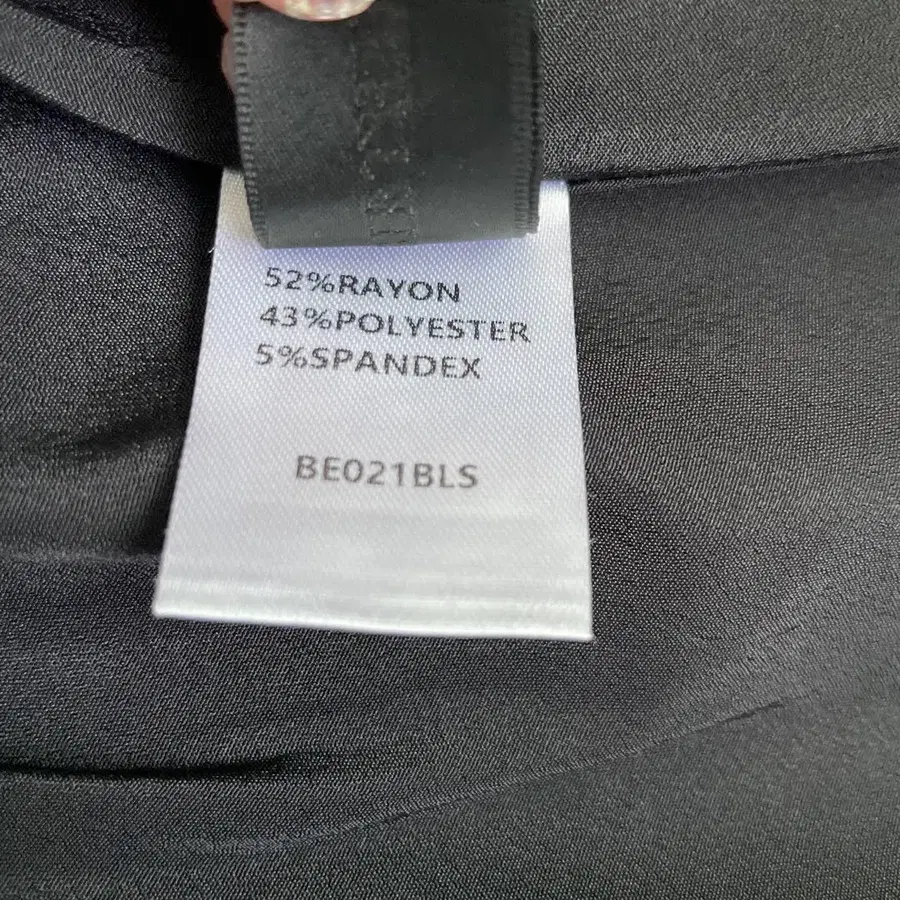 52%RAYON
43%POLYESTER
5%SPANDEX
BE021BLS